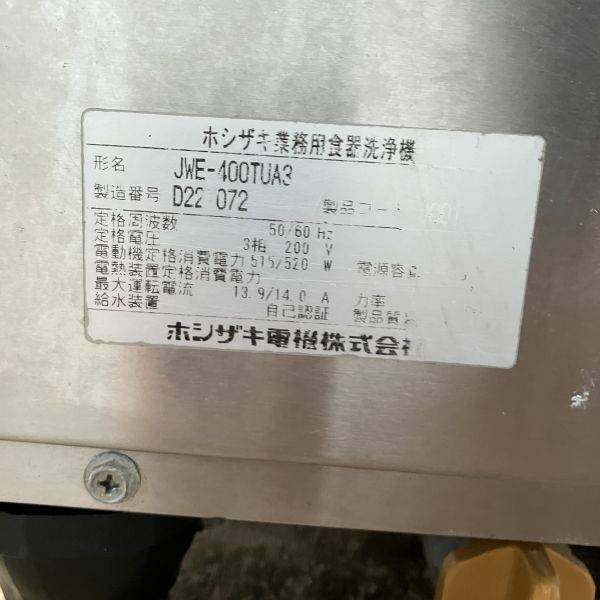 ホシザキ業務用食器洗浄機
形名 JWE-400TUA3
製造番号 D22 072 製品コード
定格周波数 50/60 Hz
定格電圧 3相 200 V
電動機定格消費電力 515/520 W 電源容量
電熱装置定格消費電力
最大運転電流 13.9/14.0 A 力率
給水装置 自己認証 製品質
ホシザキ電機株式会社